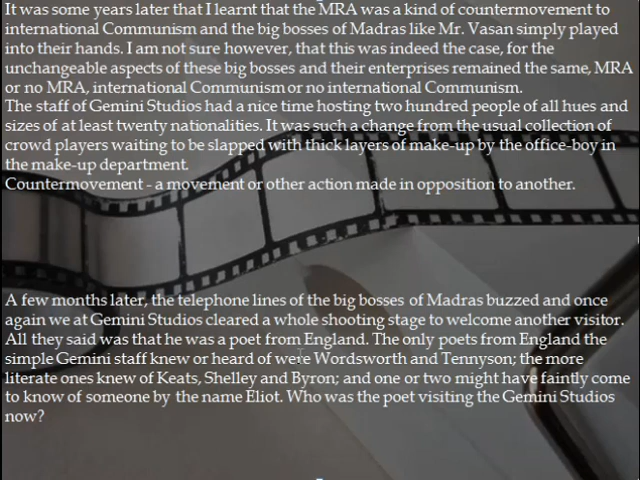 It was some years later that I learnt that the MRA was a kind of countermovement to
international Communism and the big bosses of Madras like Mr. Vasan simply played
into their hands. I am not sure however, that this was indeed the case, for the
unchangeable aspects of these big bosses and their enterprises remained the same, MRA
or no MRA, international Communism or no international Communism.
The staff of Gemini Studios had a nice time hosting two hundred people of all hues and
sizes of at least twenty nationalities. It was such a change from the usual collection of
crowd players waiting to be slapped with thick layers of make-up by the office-boy in
the make-up department.
Countermovement - a movement or other action made in opposition to another.
A few months later, the telephone lines of the big bosses of Madras buzzed and once
again we at Gemini Studios cleared a whole shooting stage to welcome another visitor.
All they said was that he was a poet from England. The only poets from England the
simple Gemini staff knew or heard of were Wordsworth and Tennyson; the more
literate ones knew of Keats, Shelley and Byron; and one or two might have faintly come
to know of someone by the name Eliot. Who was the poet visiting the Gemini Studios
now?